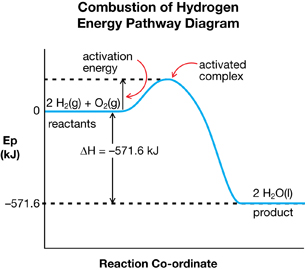 Combustion of Hydrogen
Energy Pathway Diagram
activation
energy
activated
complex
2 H₂(g) + O₂(g)
0
reactants
Ep
(kJ)
ΔH = –571.6 kJ
2 H₂O(l)
–571.6
product
Reaction Co-ordinate